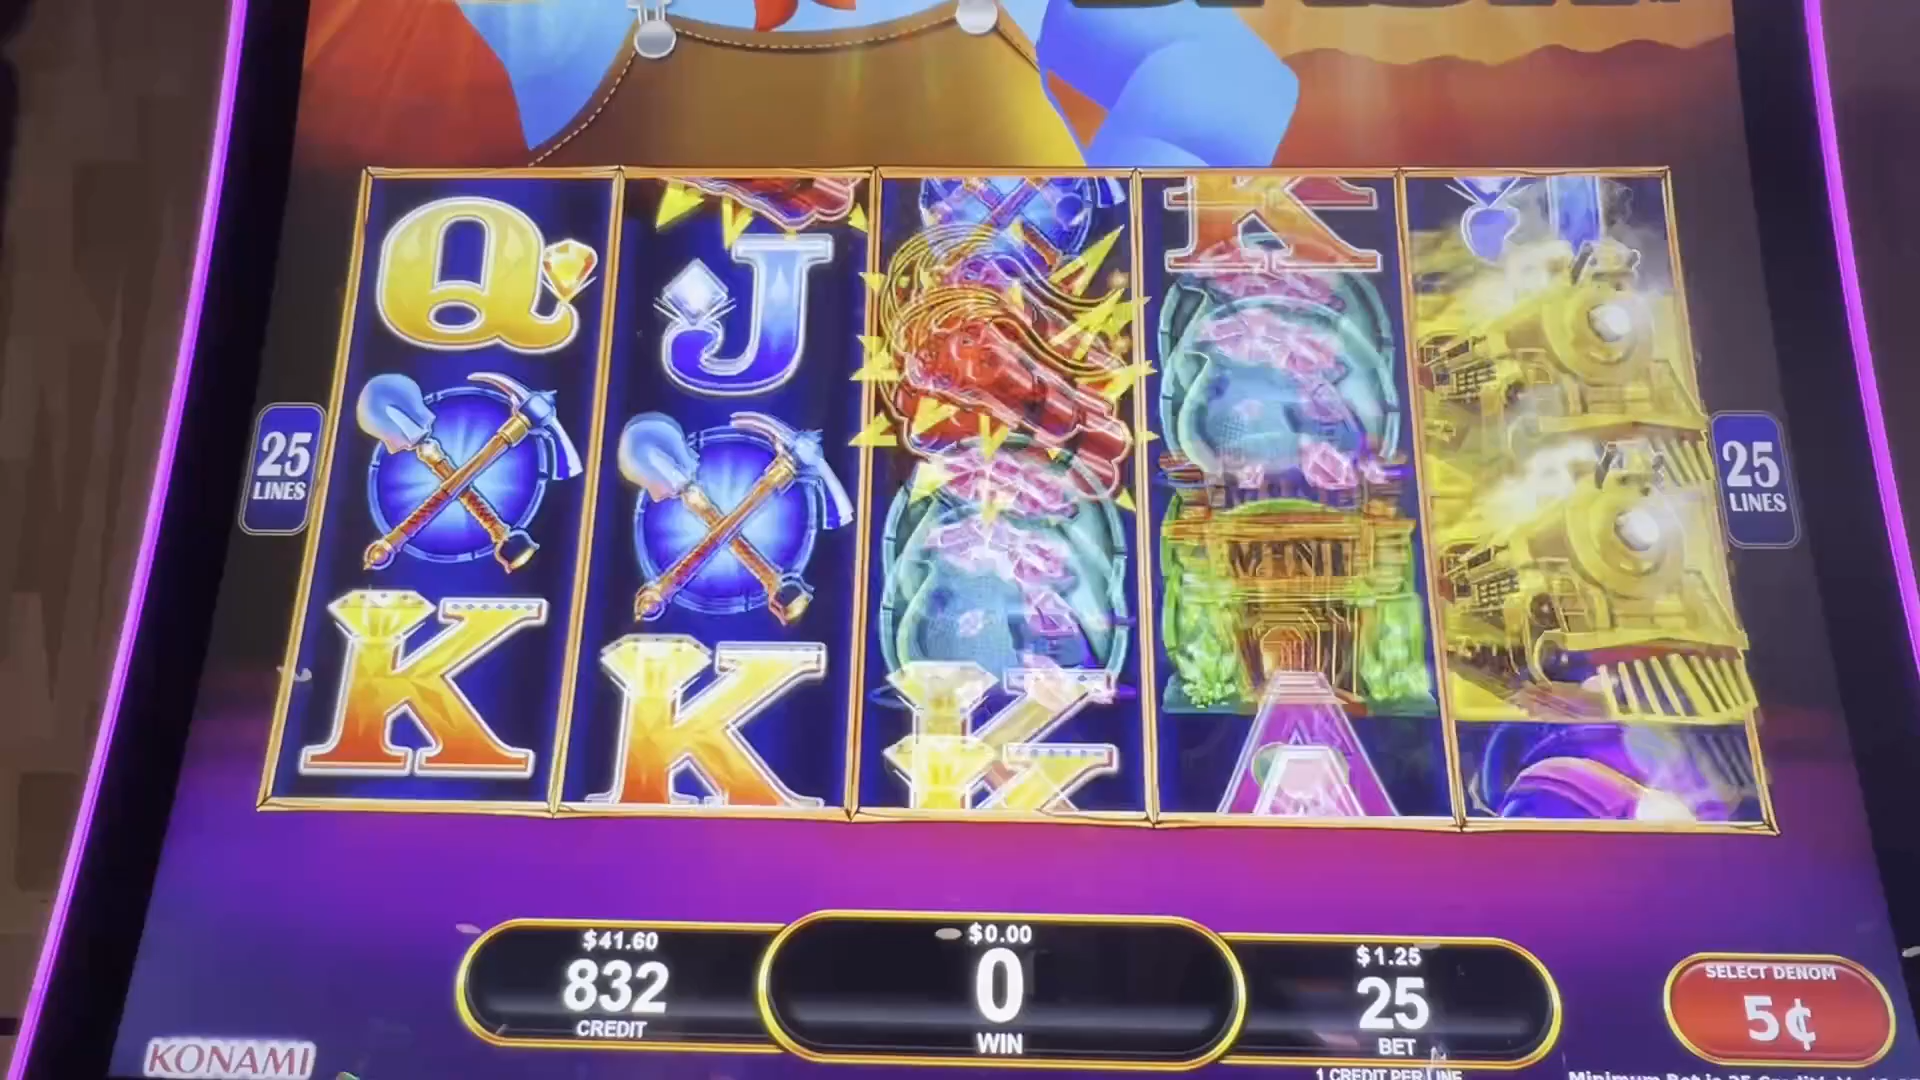 Q
J
K
25
LINES
25
LINES
MINE
K
K
K
A
$41.60
832
CREDIT
$0.00
0
WIN
$1.25
25
BET
1 CREDIT PER LINE
SELECT DENOM
5¢
KONAMI